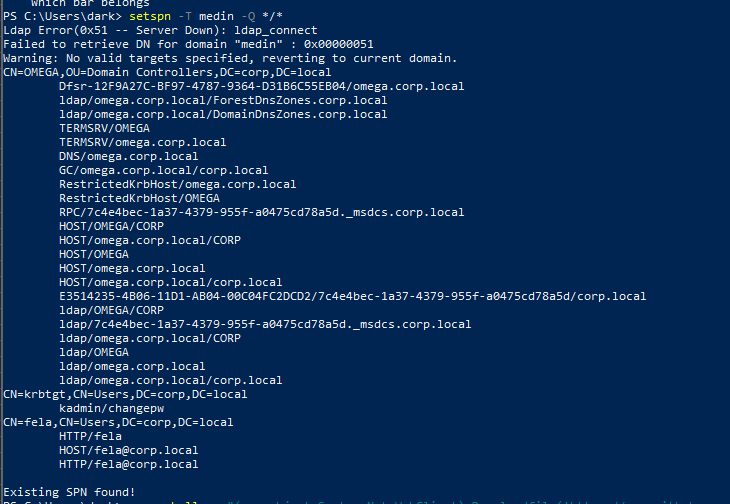 which bar belongs
PS C:\Users\dark> setspn -T medin -Q */*
Ldap Error(0x51 -- Server Down): ldap_connect
Failed to retrieve DN for domain "medin" : 0x00000051
Warning: No valid targets specified, reverting to current domain.
CN=OMEGA,OU=Domain Controllers,DC=corp,DC=local
Dfsr-12F9A27C-BF97-4787-9364-D31B6C55EB04/omega.corp.local
ldap/omega.corp.local/ForestDnsZones.corp.local
ldap/omega.corp.local/DomainDnsZones.corp.local
TERMSRV/OMEGA
TERMSRV/omega.corp.local
DNS/omega.corp.local
GC/omega.corp.local/corp.local
RestrictedKrbHost/omega.corp.local
RestrictedKrbHost/OMEGA
RPC/7c4e4bec-1a37-4379-955f-a0475cd78a5d._msdcs.corp.local
HOST/OMEGA/CORP
HOST/omega.corp.local/CORP
HOST/OMEGA
HOST/omega.corp.local
HOST/omega.corp.local/corp.local
E3514235-4B06-11D1-AB04-00C04FC2DCD2/7c4e4bec-1a37-4379-955f-a0475cd78a5d/corp.local
ldap/OMEGA/CORP
ldap/7c4e4bec-1a37-4379-955f-a0475cd78a5d._msdcs.corp.local
ldap/omega.corp.local/CORP
ldap/OMEGA
ldap/omega.corp.local
ldap/omega.corp.local/corp.local
CN=krbtgt,CN=Users,DC=corp,DC=local
kadmin/changepw
CN=fela,CN=Users,DC=corp,DC=local
HTTP/fela
HOST/fela@corp.local
HTTP/fela@corp.local
Existing SPN found!